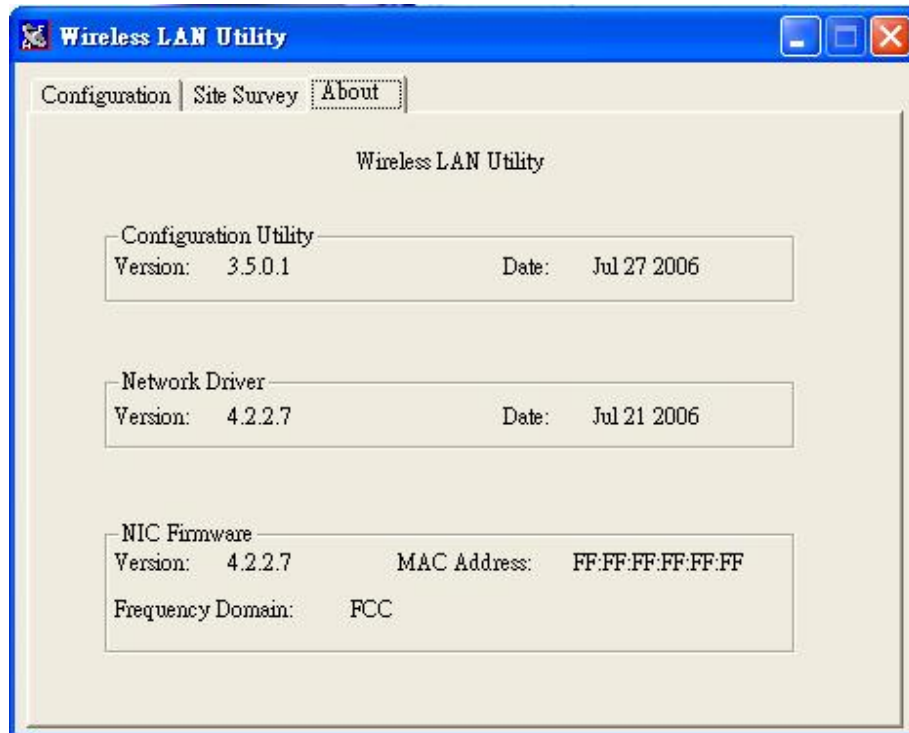 Wireless LAN Utility
Configuration Site Survey About
Wireless LAN Utility
Configuration Utility
Version: 3.5.0.1 Date: Jul 27 2006
Network Driver
Version: 4.2.2.7 Date: Jul 21 2006
NIC Firmware
Version: 4.2.2.7 MAC Address: FF:FF:FF:FF:FF:FF
Frequency Domain: FCC